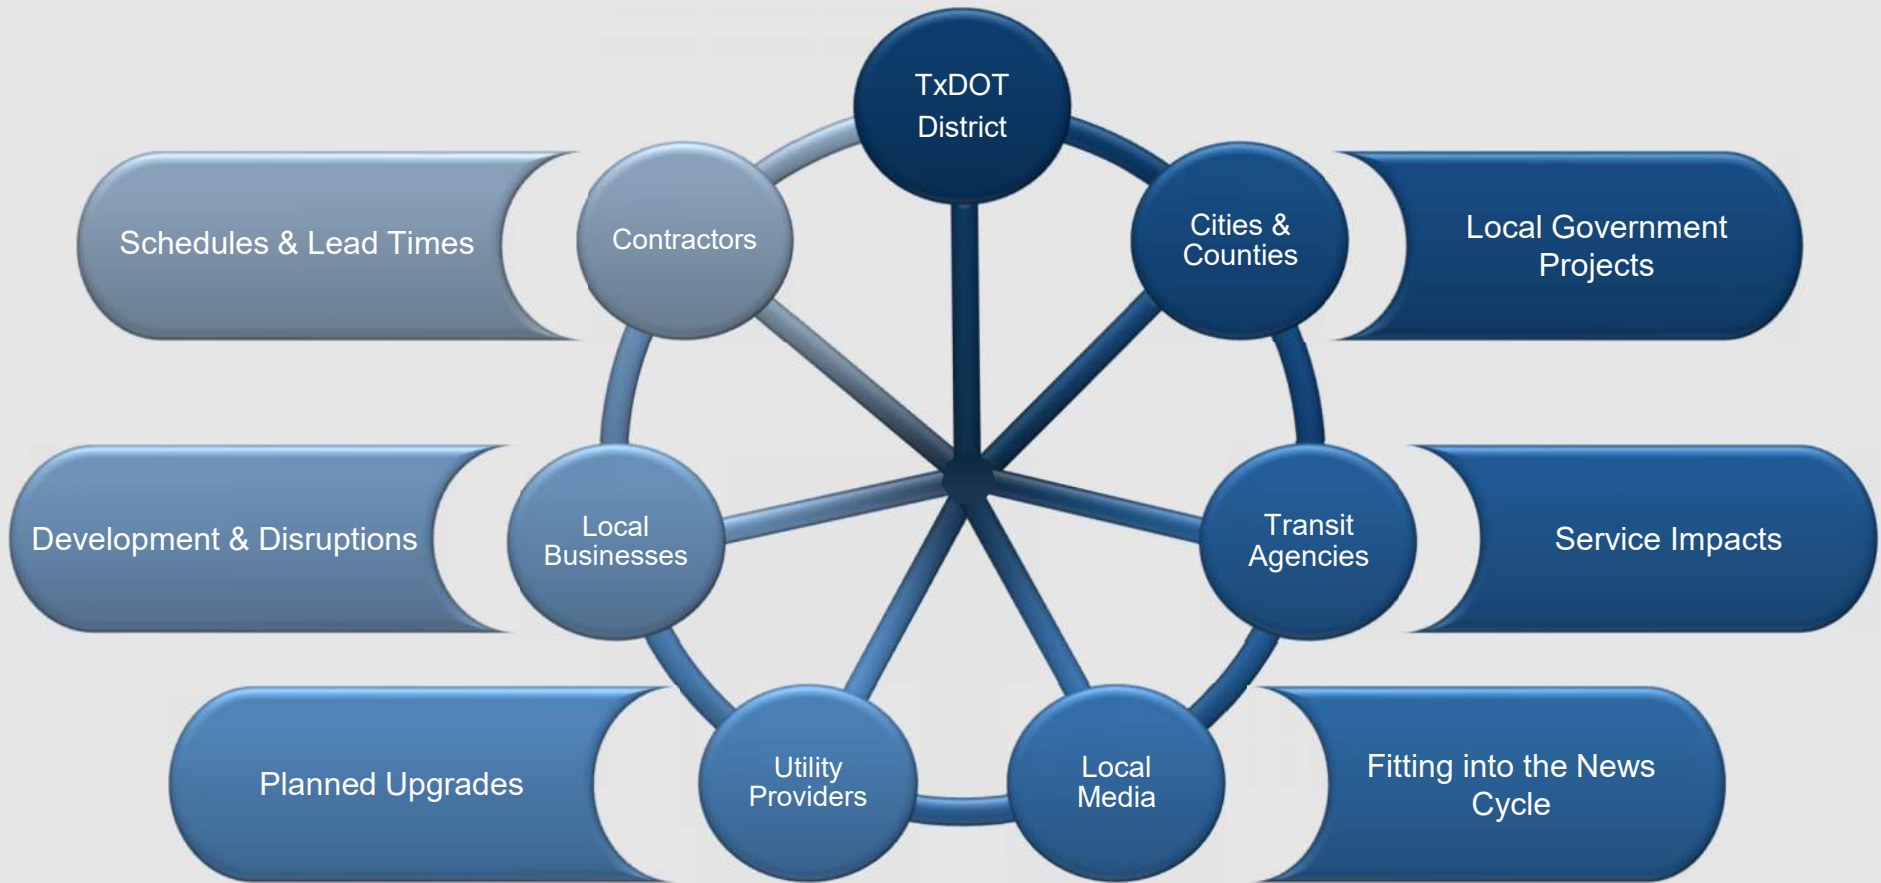 TxDOT
District
Schedules & Lead Times
Contractors
Cities &
Counties
Local Government
Projects
Development & Disruptions
Local
Businesses
Transit
Agencies
Service Impacts
Planned Upgrades
Utility
Providers
Local
Media
Fitting into the News
Cycle